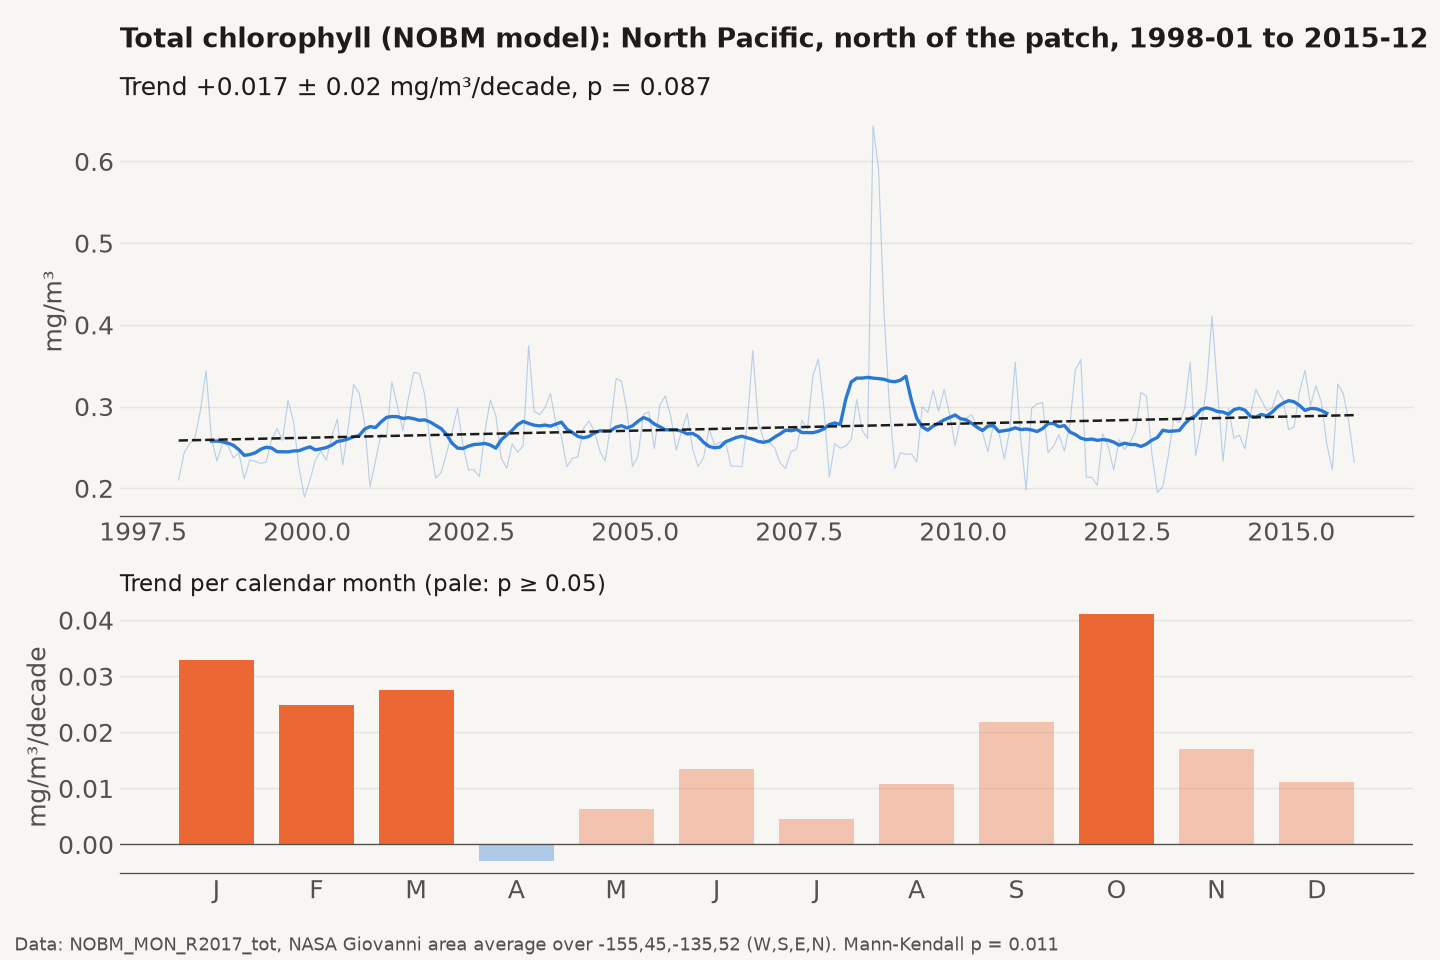 Total chlorophyll (NOBM model): North Pacific, north of the patch, 1998-01 to 2015-12
Trend +0.017 ± 0.02 mg/m³/decade, p = 0.087
mg/m³
0.6
0.5
0.4
0.3
0.2
1997.5 2000.0 2002.5 2005.0 2007.5 2010.0 2012.5 2015.0
Trend per calendar month (pale: p ≥ 0.05)
mg/m³/decade
0.04
0.03
0.02
0.01
0.00
J F M A M J J A S O N D
Data: NOBM_MON_R2017_tot, NASA Giovanni area average over -155,45,-135,52 (W,S,E,N). Mann-Kendall p = 0.011